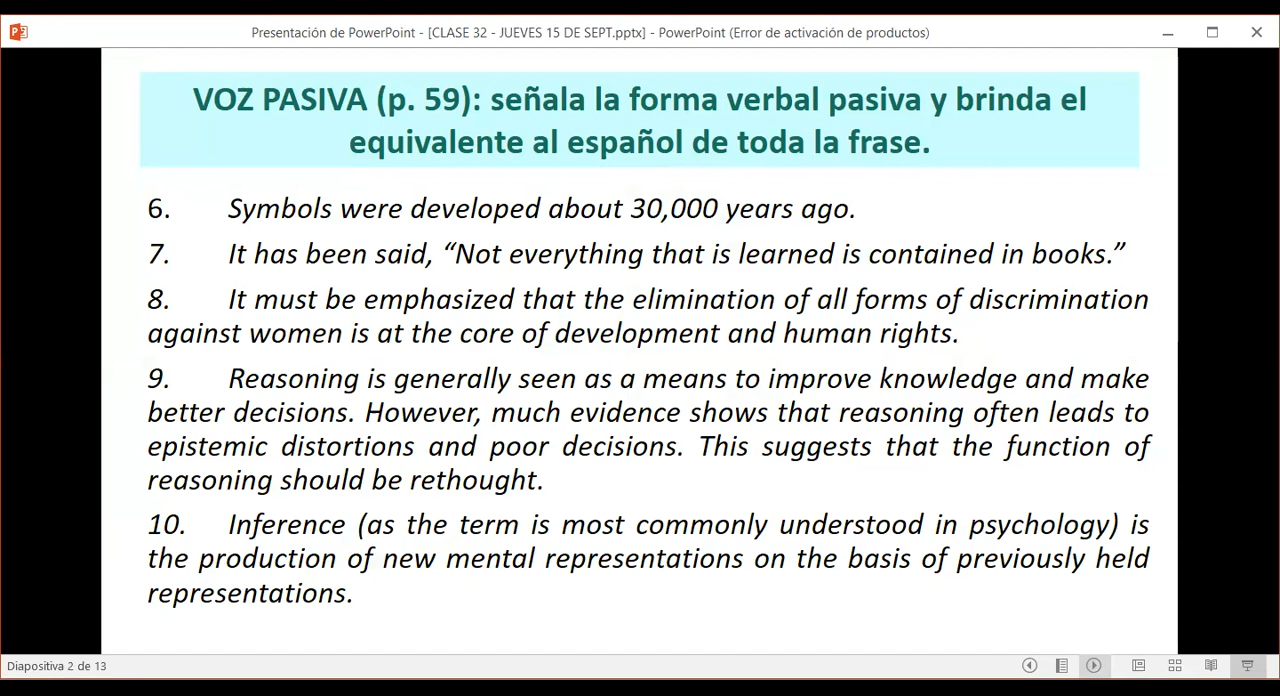 Presentación de PowerPoint - [CLASE 32 - JUEVES 15 DE SEPT.pptx] - PowerPoint (Error de activación de productos)
VOZ PASIVA (p. 59): señala la forma verbal pasiva y brinda el
equivalente al español de toda la frase.
6. Symbols were developed about 30,000 years ago.
7. It has been said, “Not everything that is learned is contained in books.”
8. It must be emphasized that the elimination of all forms of discrimination
against women is at the core of development and human rights.
9. Reasoning is generally seen as a means to improve knowledge and make
better decisions. However, much evidence shows that reasoning often leads to
epistemic distortions and poor decisions. This suggests that the function of
reasoning should be rethought.
10. Inference (as the term is most commonly understood in psychology) is
the production of new mental representations on the basis of previously held
representations.
Diapositiva 2 de 13